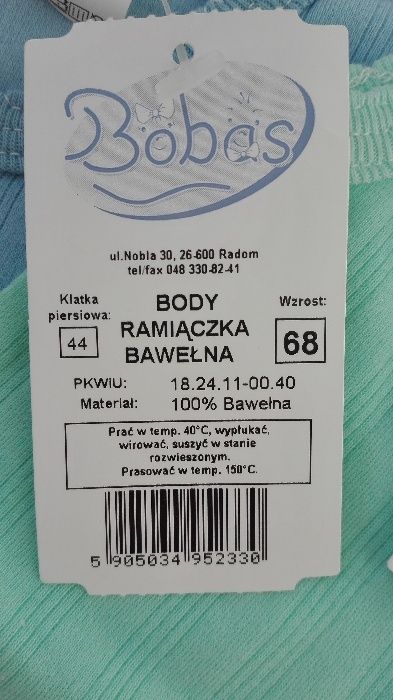 Bobas
ul.Nobla 30, 26-600 Radom
tel/fax 048 330-82-41
Klatka
piersiowa:
44
BODY
RAMIĄCZKA
BAWEŁNA
Wzrost:
68
PKWiU: 18.24.11-00.40
Materiał: 100% Bawełna
Prać w temp. 40°C, wypłukać,
wirować, suszyć w stanie
rozwieszonym.
Prasować w temp. 150°C.
5 905034 952330